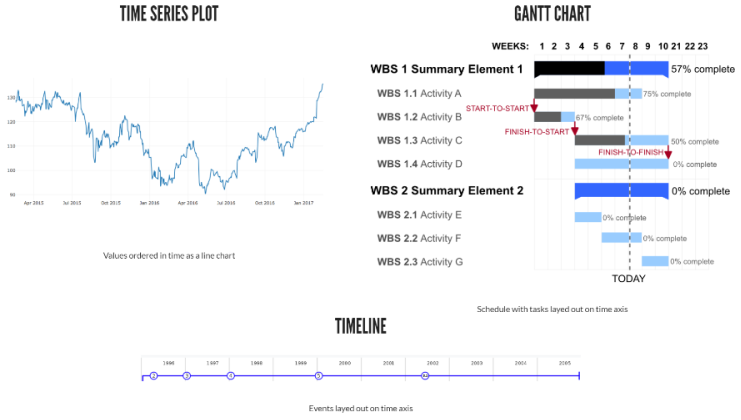 TIME SERIES PLOT
130
120
110
100
90
Apr 2015 Jul 2015 Oct 2015 Jan 2016 Apr 2016 Jul 2016 Oct 2016 Jan 2017
Values ordered in time as a line chart
GANTT CHART
WEEKS: 1 2 3 4 5 6 7 8 9 10 21 22 23
WBS 1 Summary Element 1 57% complete
WBS 1.1 Activity A 75% complete
START-TO-START
WBS 1.2 Activity B 67% complete
FINISH-TO-START
WBS 1.3 Activity C 50% complete
FINISH-TO-FINISH
WBS 1.4 Activity D 0% complete
WBS 2 Summary Element 2 0% complete
WBS 2.1 Activity E 0% complete
WBS 2.2 Activity F 0% complete
WBS 2.3 Activity G 0% complete
TODAY
Schedule with tasks layed out on time axis
TIMELINE
1996 1997 1998 1999 2000 2001 2002 2003 2004 2005
Events layed out on time axis